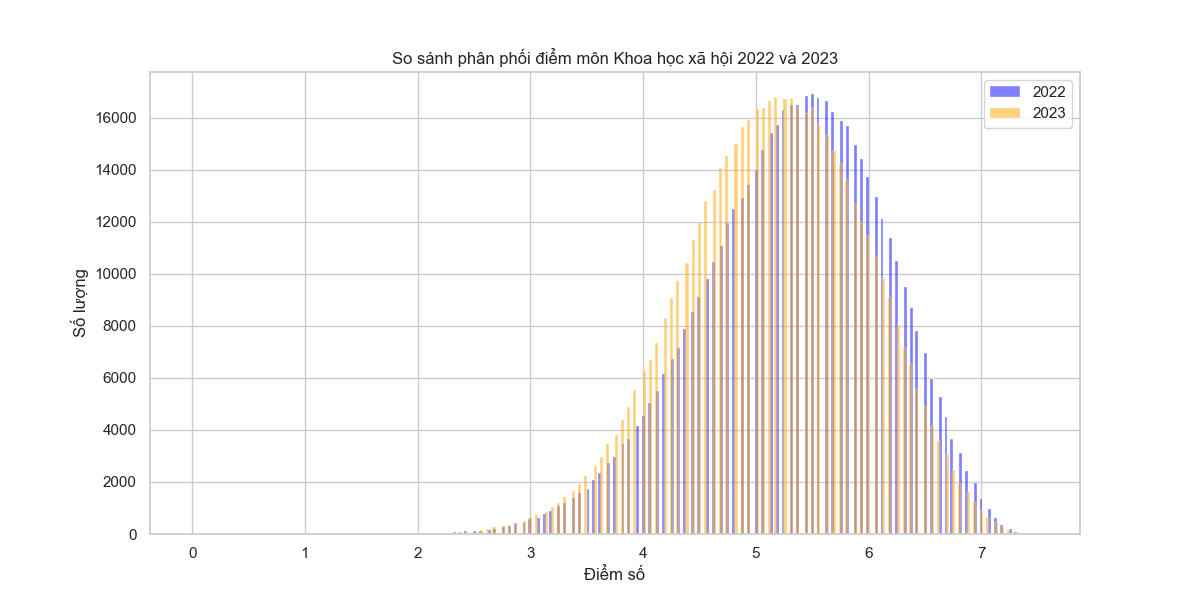 So sánh phân phối điểm môn Khoa học xã hội 2022 và 2023
2022
2023
16000
14000
12000
10000
8000
6000
4000
2000
0
Số lượng
0 1 2 3 4 5 6 7
Điểm số